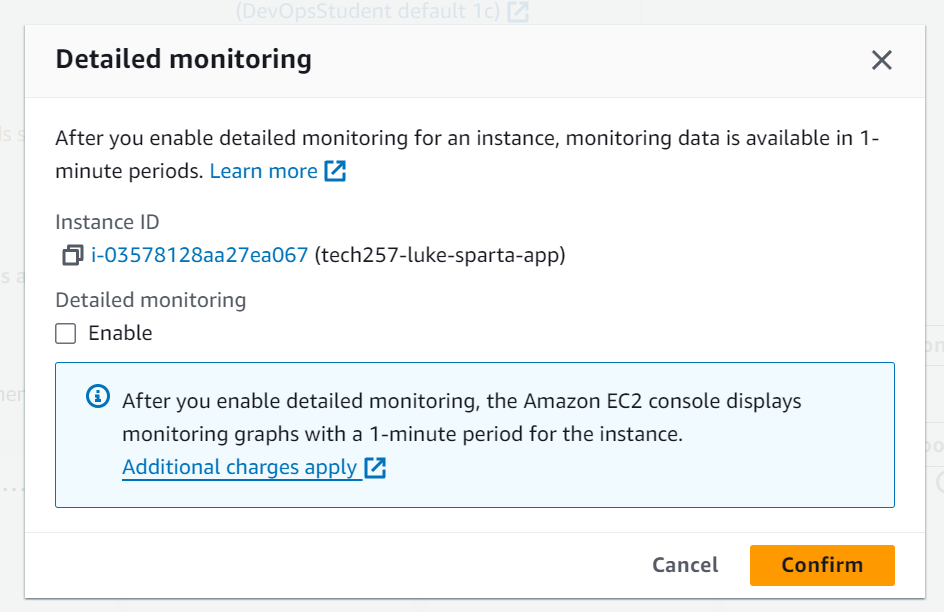 (DevOpsStudent default 1c)
Detailed monitoring
After you enable detailed monitoring for an instance, monitoring data is available in 1-
minute periods. Learn more
Instance ID
i-03578128aa27ea067 (tech257-luke-sparta-app)
Detailed monitoring
Enable
After you enable detailed monitoring, the Amazon EC2 console displays
monitoring graphs with a 1-minute period for the instance.
Additional charges apply
Cancel
Confirm